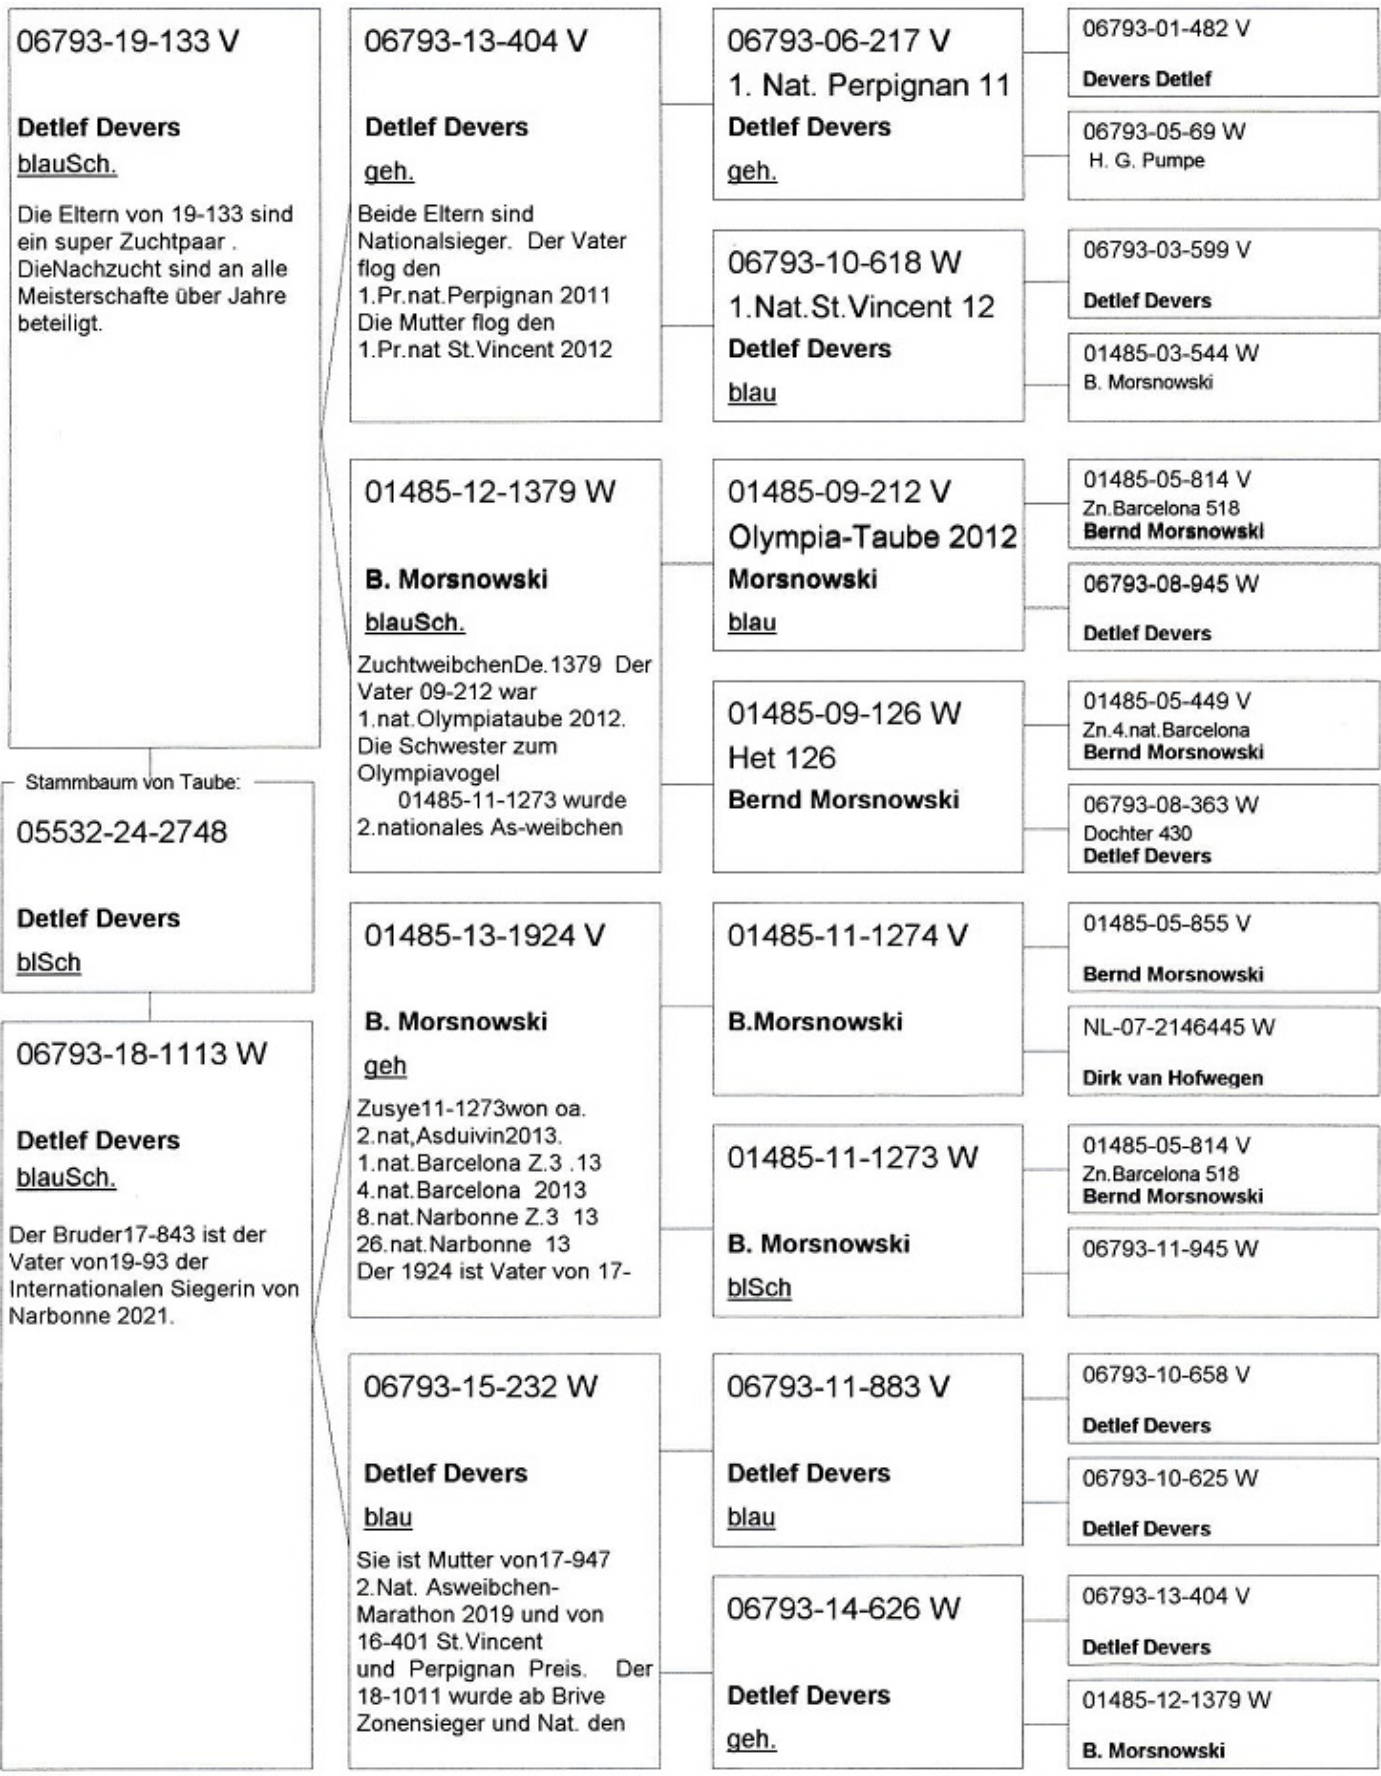 06793-19-133 V
Detlef Devers
blauSch.
Die Eltern von 19-133 sind
ein super Zuchtpaar .
DieNachzucht sind an alle
Meisterschafte über Jahre
beteiligt.
Stammbaum von Taube:
05532-24-2748
Detlef Devers
blSch
06793-18-1113 W
Detlef Devers
blauSch.
Der Bruder17-843 ist der
Vater von19-93 der
Internationalen Siegerin von
Narbonne 2021.
06793-13-404 V
Detlef Devers
geh.
Beide Eltern sind
Nationalsieger. Der Vater
flog den
1.Pr.nat.Perpignan 2011
Die Mutter flog den
1.Pr.nat St.Vincent 2012
01485-12-1379 W
B. Morsnowski
blauSch.
ZuchtweibchenDe.1379 Der
Vater 09-212 war
1.nat.Olympiataube 2012.
Die Schwester zum
Olympiavogel
01485-11-1273 wurde
2.nationales As-weibchen
01485-13-1924 V
B. Morsnowski
geh
Zusye11-1273won oa.
2.nat,Asduivin2013.
1.nat.Barcelona Z.3 .13
4.nat.Barcelona 2013
8.nat.Narbonne Z.3 13
26.nat.Narbonne 13
Der 1924 ist Vater von 17-
06793-15-232 W
Detlef Devers
blau
Sie ist Mutter von17-947
2.Nat. Asweibchen-
Marathon 2019 und von
16-401 St.Vincent
und Perpignan Preis. Der
18-1011 wurde ab Brive
Zonensieger und Nat. den
06793-06-217 V
1. Nat. Perpignan 11
Detlef Devers
geh.
06793-10-618 W
1.Nat.St.Vincent 12
Detlef Devers
blau
01485-09-212 V
Olympia-Taube 2012
Morsnowski
blau
01485-09-126 W
Het 126
Bernd Morsnowski
01485-11-1274 V
B.Morsnowski
01485-11-1273 W
B. Morsnowski
blSch
06793-11-883 V
Detlef Devers
blau
06793-14-626 W
Detlef Devers
geh.
06793-01-482 V
Devers Detlef
06793-05-69 W
H. G. Pumpe
06793-03-599 V
Detlef Devers
01485-03-544 W
B. Morsnowski
01485-05-814 V
Zn.Barcelona 518
Bernd Morsnowski
06793-08-945 W
Detlef Devers
01485-05-449 V
Zn.4.nat.Barcelona
Bernd Morsnowski
06793-08-363 W
Dochter 430
Detlef Devers
01485-05-855 V
Bernd Morsnowski
NL-07-2146445 W
Dirk van Hofwegen
01485-05-814 V
Zn.Barcelona 518
Bernd Morsnowski
06793-11-945 W
06793-10-658 V
Detlef Devers
06793-10-625 W
Detlef Devers
06793-13-404 V
Detlef Devers
01485-12-1379 W
B. Morsnowski